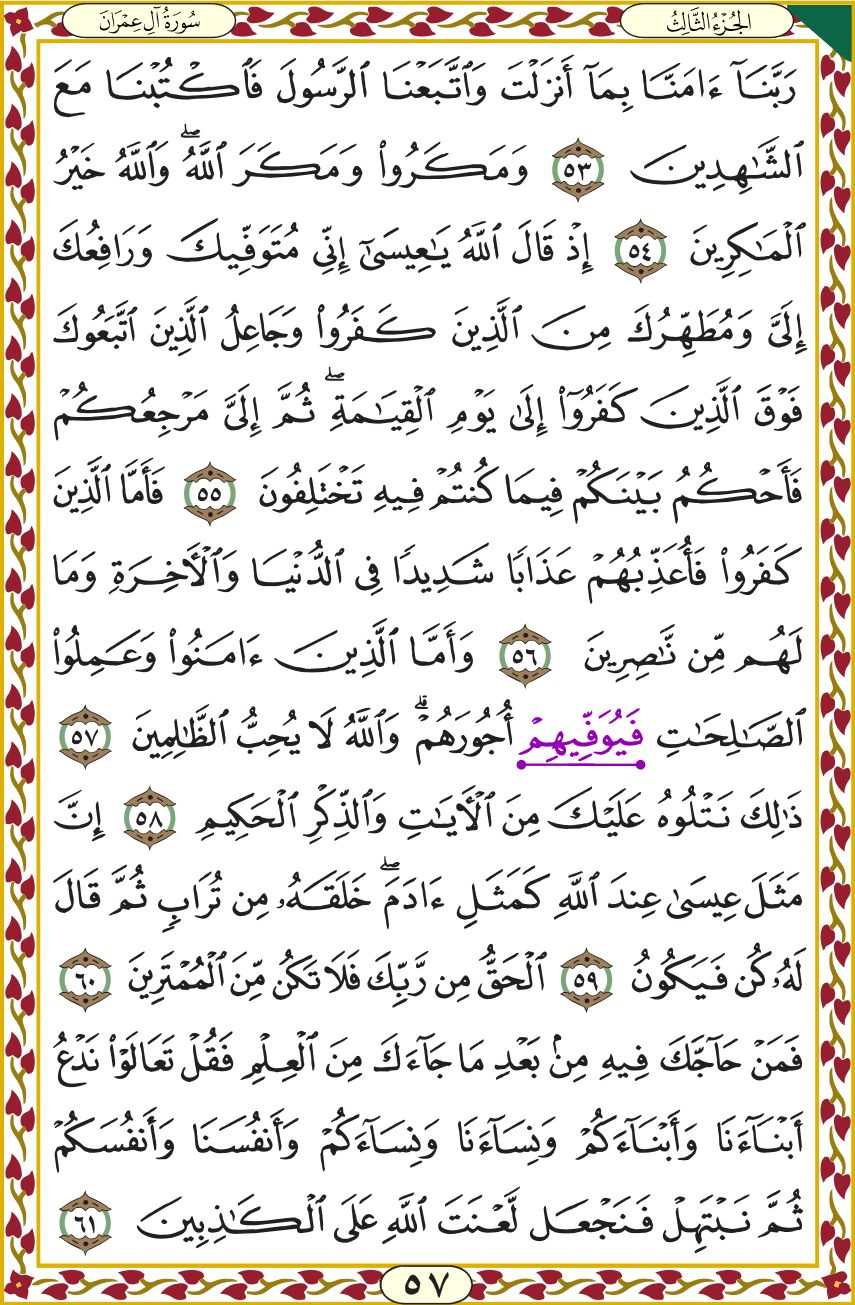 الجُزْءُ الثَّالِثُ
سُورَةُ آلِ عِمْرَانَ
رَبَّنَآ ءَامَنَّا بِمَآ أَنزَلْتَ وَٱتَّبَعْنَا ٱلرَّسُولَ فَٱكْتُبْنَا مَعَ
ٱلشَّٰهِدِينَ ٥٣ وَمَكَرُوا۟ وَمَكَرَ ٱللَّهُ ۖ وَٱللَّهُ خَيْرُ
ٱلْمَٰكِرِينَ ٥٤ إِذْ قَالَ ٱللَّهُ يَٰعِيسَىٰٓ إِنِّى مُتَوَفِّيكَ وَرَافِعُكَ
إِلَىَّ وَمُطَهِّرُكَ مِنَ ٱلَّذِينَ كَفَرُوا۟ وَجَاعِلُ ٱلَّذِينَ ٱتَّبَعُوكَ
فَوْقَ ٱلَّذِينَ كَفَرُوٓا۟ إِلَىٰ يَوْمِ ٱلْقِيَٰمَةِ ۖ ثُمَّ إِلَىَّ مَرْجِعُكُمْ
فَأَحْكُمُ بَيْنَكُمْ فِيمَا كُنتُمْ فِيهِ تَخْتَلِفُونَ ٥٥ فَأَمَّا ٱلَّذِينَ
كَفَرُوا۟ فَأُعَذِّبُهُمْ عَذَابًا شَدِيدًا فِى ٱلدُّنْيَا وَٱلْـَٔاخِرَةِ وَمَا
لَهُم مِّن نَّٰصِرِينَ ٥٦ وَأَمَّا ٱلَّذِينَ ءَامَنُوا۟ وَعَمِلُوا۟
ٱلصَّٰلِحَٰتِ فَيُوَفِّيهِمْ أُجُورَهُمْ ۗ وَٱللَّهُ لَا يُحِبُّ ٱلظَّٰلِمِينَ ٥٧
ذَٰلِكَ نَتْلُوهُ عَلَيْكَ مِنَ ٱلْـَٔايَٰتِ وَٱلذِّكْرِ ٱلْحَكِيمِ ٥٨ إِنَّ
مَثَلَ عِيسَىٰ عِندَ ٱللَّهِ كَمَثَلِ ءَادَمَ ۖ خَلَقَهُۥ مِن تُرَابٍ ثُمَّ قَالَ
لَهُۥ كُن فَيَكُونُ ٥٩ ٱلْحَقُّ مِن رَّبِّكَ فَلَا تَكُن مِّنَ ٱلْمُمْتَرِينَ ٦٠
فَمَنْ حَآجَّكَ فِيهِ مِنۢ بَعْدِ مَا جَآءَكَ مِنَ ٱلْعِلْمِ فَقُلْ تَعَالَوْا۟ نَدْعُ
أَبْنَآءَنَا وَأَبْنَآءَكُمْ وَنِسَآءَنَا وَنِسَآءَكُمْ وَأَنفُسَنَا وَأَنفُسَكُمْ
ثُمَّ نَبْتَهِلْ فَنَجْعَل لَّعْنَتَ ٱللَّهِ عَلَى ٱلْكَٰذِبِينَ ٦١
٥٧